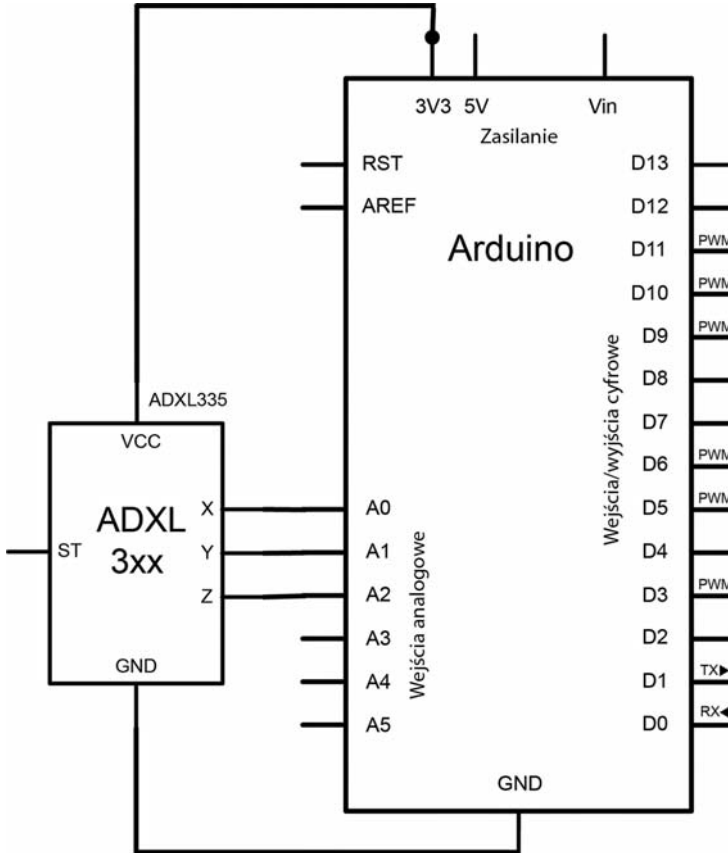 3V3 5V Vin
Zasilanie
RST D13
AREF D12
Arduino
D11 PWM
D10 PWM
D9 PWM
D8
D7
D6 PWM
D5 PWM
D4
D3 PWM
D2
D1 TX
D0 RX
Wejścia/wyjścia cyfrowe
ADXL335
VCC
ADXL
3xx
X
Y
Z
ST
GND
A0
A1
A2
A3
A4
A5
Wejścia analogowe
GND